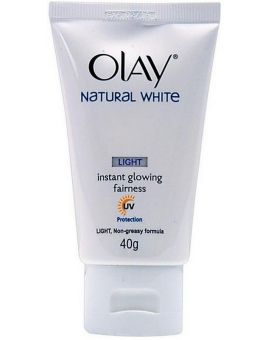 OLAY
NATURAL WHITE
LIGHT
instant glowing
fairness
UV
Protection
LIGHT, Non-greasy formula
40g